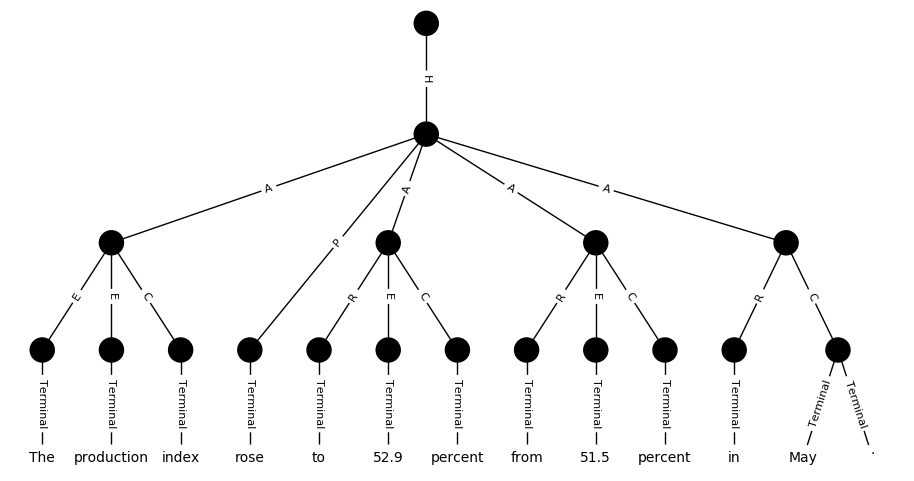 H
A P A A A
E E C R E C R E C R C
Terminal Terminal Terminal Terminal Terminal Terminal Terminal Terminal Terminal Terminal Terminal Terminal Terminal
The production index rose to 52.9 percent from 51.5 percent in May .